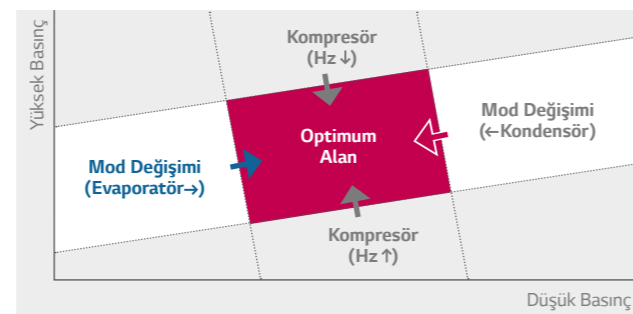 Yüksek Basınç
Kompresör
(Hz ↓)
Optimum
Alan
Mod Değişimi
(←Kondensör)
Mod Değişimi
(Evaporatör→)
Kompresör
(Hz ↑)
Düşük Basınç